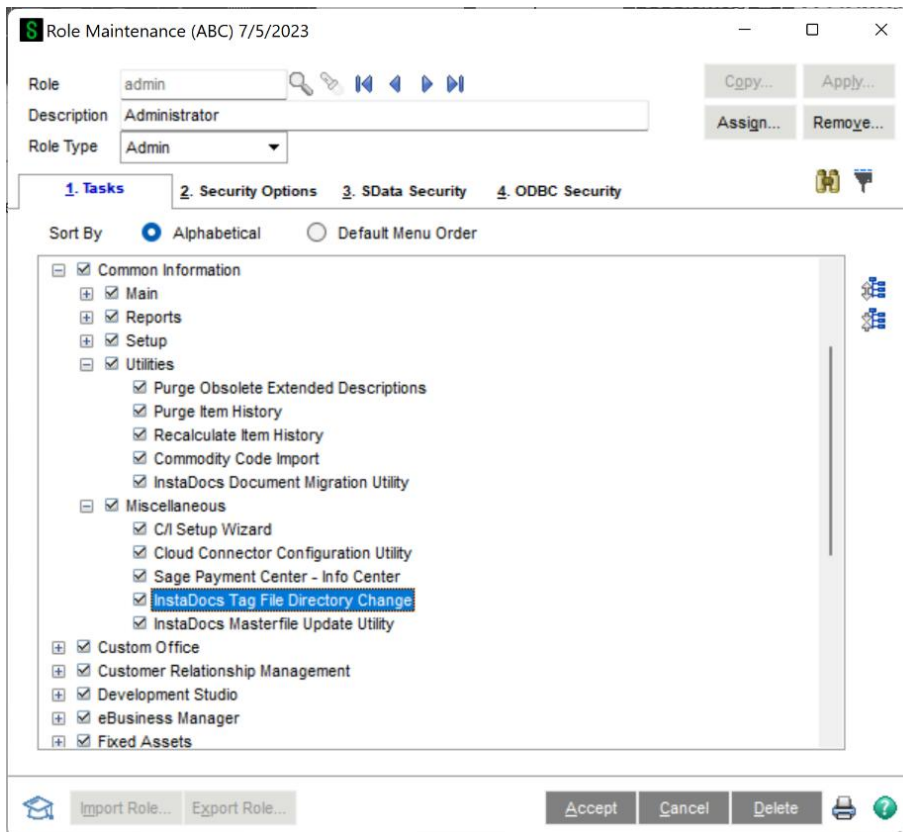 S Role Maintenance (ABC) 7/5/2023
Role admin Copy... Apply...
Description Administrator Assign... Remove...
Role Type Admin
1. Tasks 2. Security Options 3. SData Security 4. ODBC Security
Sort By Alphabetical Default Menu Order
Common Information
Main
Reports
Setup
Utilities
Purge Obsolete Extended Descriptions
Purge Item History
Recalculate Item History
Commodity Code Import
InstaDocs Document Migration Utility
Miscellaneous
C/I Setup Wizard
Cloud Connector Configuration Utility
Sage Payment Center - Info Center
InstaDocs Tag File Directory Change
InstaDocs Masterfile Update Utility
Custom Office
Customer Relationship Management
Development Studio
eBusiness Manager
Fixed Assets
Import Role... Export Role... Accept Cancel Delete ?